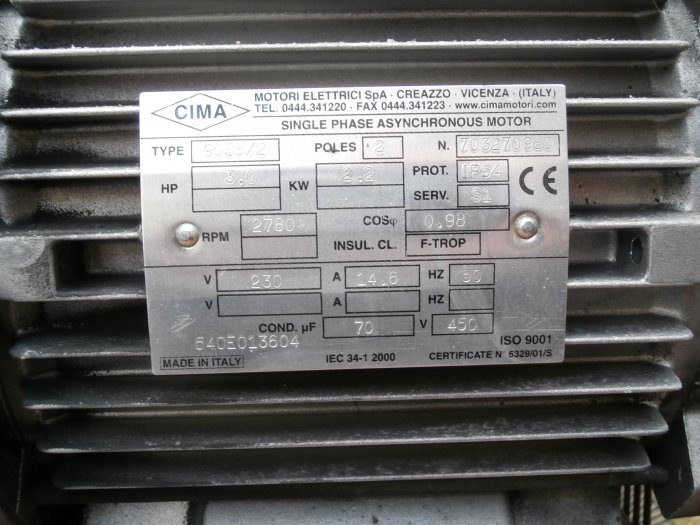 CIMA
MOTORI ELETTRICI SpA - CREAZZO - VICENZA - (ITALY)
TEL. 0444.341220 - FAX 0444.341223 - www.cimamotori.com
SINGLE PHASE ASYNCHRONOUS MOTOR
TYPE POLES 2 N. 703270980
HP 3.0 KW 2.2 PROT. IP54
SERV. S1 CE
RPM 2780 COSφ 0.98
INSUL. CL. F-TROP
V 230 A 14.6 HZ 50
V A HZ
COND. µF 70 V 450
540E013604 ISO 9001
MADE IN ITALY IEC 34-1 2000 CERTIFICATE N° 6329/01/S